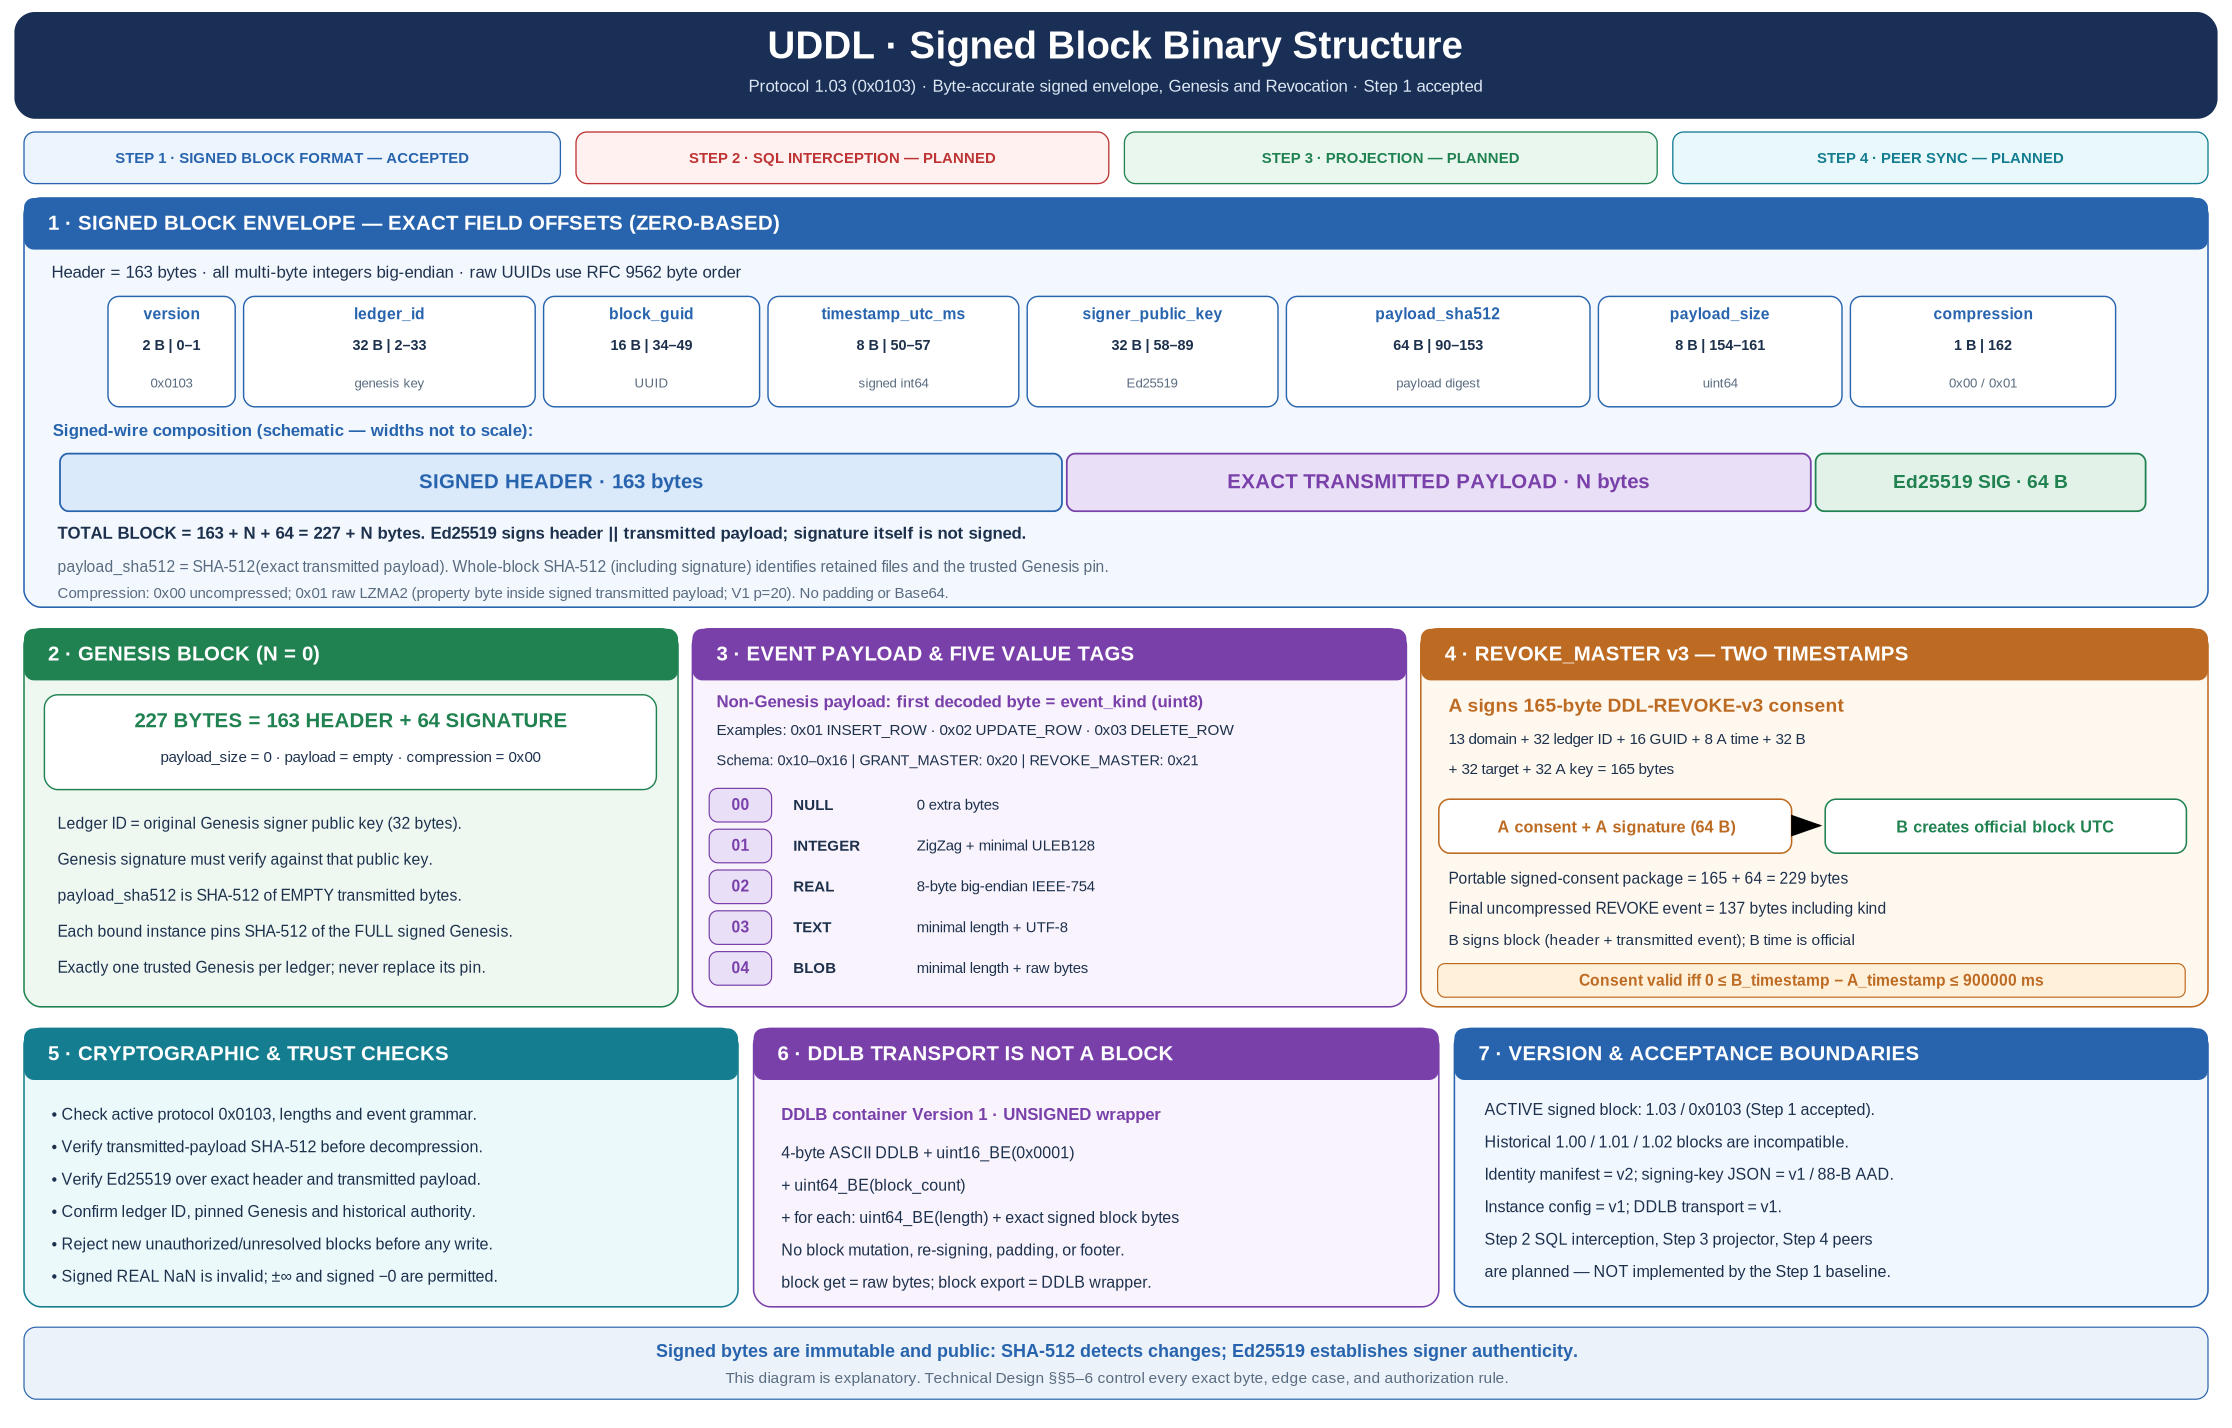 UDDL · Signed Block Binary Structure
Protocol 1.03 (0x0103) · Byte-accurate signed envelope, Genesis and Revocation · Step 1 accepted
STEP 1 · SIGNED BLOCK FORMAT — ACCEPTED
STEP 2 · SQL INTERCEPTION — PLANNED
STEP 3 · PROJECTION — PLANNED
STEP 4 · PEER SYNC — PLANNED
1 · SIGNED BLOCK ENVELOPE — EXACT FIELD OFFSETS (ZERO-BASED)
Header = 163 bytes · all multi-byte integers big-endian · raw UUIDs use RFC 9562 byte order
version
2 B | 0–1
0x0103
ledger_id
32 B | 2–33
genesis key
block_guid
16 B | 34–49
UUID
timestamp_utc_ms
8 B | 50–57
signed int64
signer_public_key
32 B | 58–89
Ed25519
payload_sha512
64 B | 90–153
payload digest
payload_size
8 B | 154–161
uint64
compression
1 B | 162
0x00 / 0x01
Signed-wire composition (schematic — widths not to scale):
SIGNED HEADER · 163 bytes
EXACT TRANSMITTED PAYLOAD · N bytes
Ed25519 SIG · 64 B
TOTAL BLOCK = 163 + N + 64 = 227 + N bytes. Ed25519 signs header || transmitted payload; signature itself is not signed.
payload_sha512 = SHA-512(exact transmitted payload). Whole-block SHA-512 (including signature) identifies retained files and the trusted Genesis pin.
Compression: 0x00 uncompressed; 0x01 raw LZMA2 (property byte inside signed transmitted payload; V1 p=20). No padding or Base64.
2 · GENESIS BLOCK (N = 0)
227 BYTES = 163 HEADER + 64 SIGNATURE
payload_size = 0 · payload = empty · compression = 0x00
Ledger ID = original Genesis signer public key (32 bytes).
Genesis signature must verify against that public key.
payload_sha512 is SHA-512 of EMPTY transmitted bytes.
Each bound instance pins SHA-512 of the FULL signed Genesis.
Exactly one trusted Genesis per ledger; never replace its pin.
3 · EVENT PAYLOAD & FIVE VALUE TAGS
Non-Genesis payload: first decoded byte = event_kind (uint8)
Examples: 0x01 INSERT_ROW · 0x02 UPDATE_ROW · 0x03 DELETE_ROW
Schema: 0x10–0x16 | GRANT_MASTER: 0x20 | REVOKE_MASTER: 0x21
00 NULL 0 extra bytes
01 INTEGER ZigZag + minimal ULEB128
02 REAL 8-byte big-endian IEEE-754
03 TEXT minimal length + UTF-8
04 BLOB minimal length + raw bytes
4 · REVOKE_MASTER v3 — TWO TIMESTAMPS
A signs 165-byte DDL-REVOKE-v3 consent
13 domain + 32 ledger ID + 16 GUID + 8 A time + 32 B
+ 32 target + 32 A key = 165 bytes
A consent + A signature (64 B)
B creates official block UTC
Portable signed-consent package = 165 + 64 = 229 bytes
Final uncompressed REVOKE event = 137 bytes including kind
B signs block (header + transmitted event); B time is official
Consent valid iff 0 ≤ B_timestamp − A_timestamp ≤ 900000 ms
5 · CRYPTOGRAPHIC & TRUST CHECKS
• Check active protocol 0x0103, lengths and event grammar.
• Verify transmitted-payload SHA-512 before decompression.
• Verify Ed25519 over exact header and transmitted payload.
• Confirm ledger ID, pinned Genesis and historical authority.
• Reject new unauthorized/unresolved blocks before any write.
• Signed REAL NaN is invalid; ±∞ and signed −0 are permitted.
6 · DDLB TRANSPORT IS NOT A BLOCK
DDLB container Version 1 · UNSIGNED wrapper
4-byte ASCII DDLB + uint16_BE(0x0001)
+ uint64_BE(block_count)
+ for each: uint64_BE(length) + exact signed block bytes
No block mutation, re-signing, padding, or footer.
block get = raw bytes; block export = DDLB wrapper.
7 · VERSION & ACCEPTANCE BOUNDARIES
ACTIVE signed block: 1.03 / 0x0103 (Step 1 accepted).
Historical 1.00 / 1.01 / 1.02 blocks are incompatible.
Identity manifest = v2; signing-key JSON = v1 / 88-B AAD.
Instance config = v1; DDLB transport = v1.
Step 2 SQL interception, Step 3 projector, Step 4 peers
are planned — NOT implemented by the Step 1 baseline.
Signed bytes are immutable and public: SHA-512 detects changes; Ed25519 establishes signer authenticity.
This diagram is explanatory. Technical Design §§5–6 control every exact byte, edge case, and authorization rule.